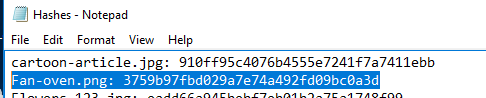 Hashes - Notepad
File Edit Format View Help
cartoon-article.jpg: 910ff95c4076b4555e7241f7a7411ebb
Fan-oven.png: 3759b97fbd029a7e74a492fd09bc0a3d